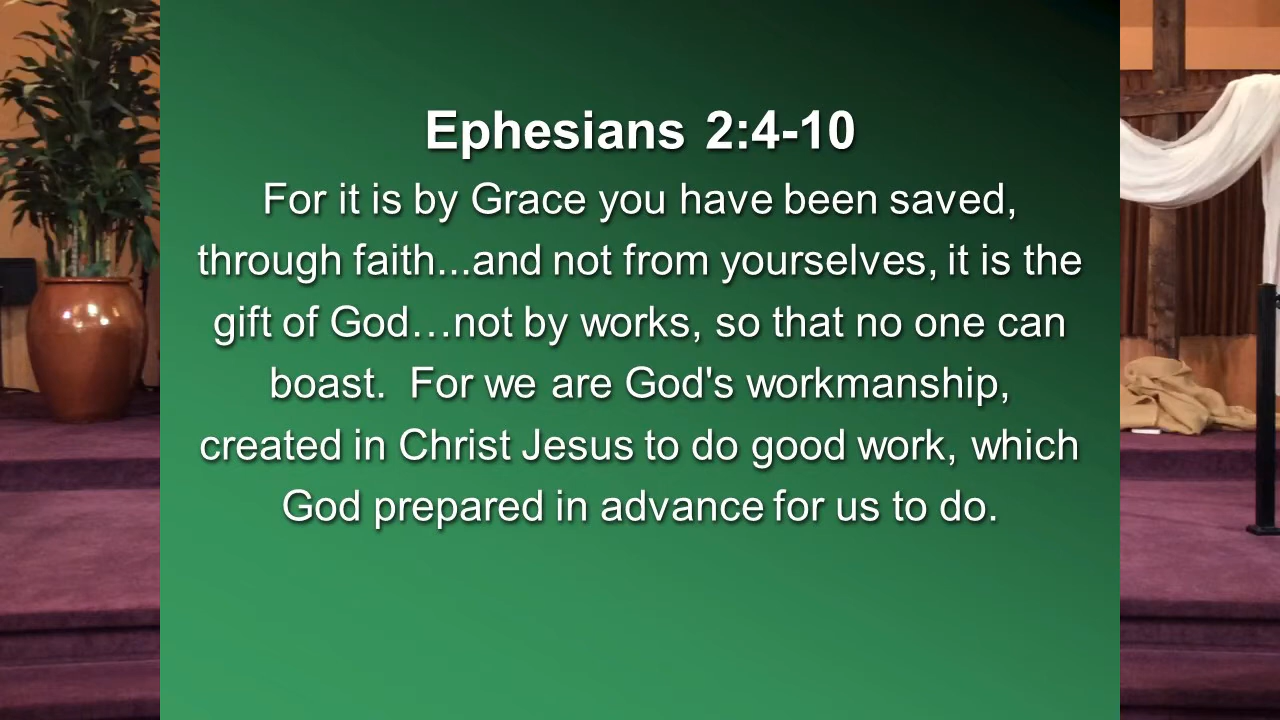 Ephesians 2:4-10
For it is by Grace you have been saved,
through faith...and not from yourselves, it is the
gift of God…not by works, so that no one can
boast.  For we are God's workmanship,
created in Christ Jesus to do good work, which
God prepared in advance for us to do.